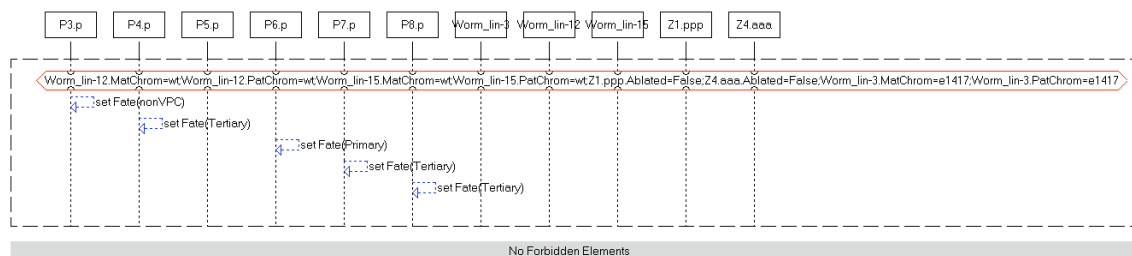 P3.p P4.p P5.p P6.p P7.p P8.p Worm_lin-3 Worm_lin-12 Worm_lin-15 Z1.ppp Z4.aaa
Worm_lin-12.MatChrom=wt;Worm_lin-12.PatChrom=wt;Worm_lin-15.MatChrom=wt;Worm_lin-15.PatChrom=wt;Z1.ppp.Ablated=False;Z4.aaa.Ablated=False;Worm_lin-3.MatChrom=e1417;Worm_lin-3.PatChrom=e1417
set Fate(nonVPC)
set Fate(Tertiary)
set Fate(Primary)
set Fate(Tertiary)
set Fate(Tertiary)
No Forbidden Elements